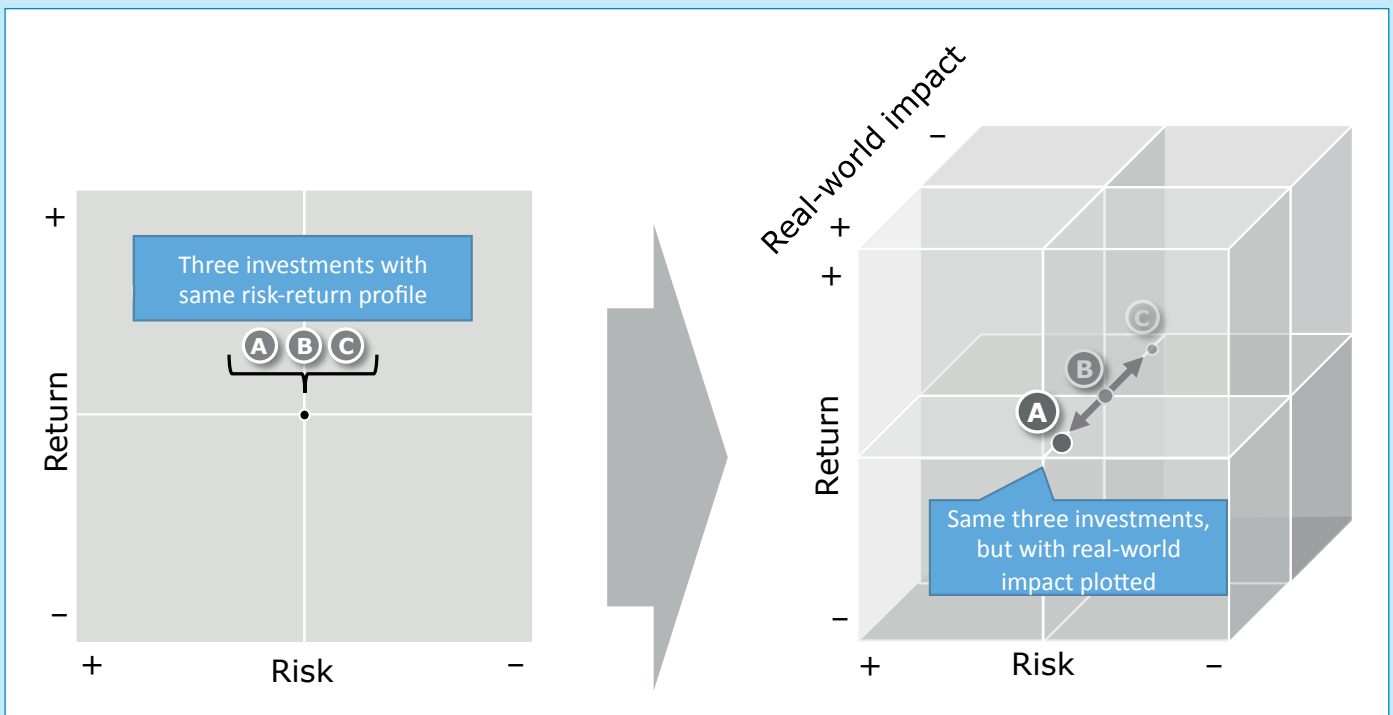 +
Three investments with
same risk-return profile
A B C
Return
–
+ Risk –
Real-world impact
–
+
+
C
B
A
Return
Same three investments,
but with real-world
impact plotted
–
+ Risk –